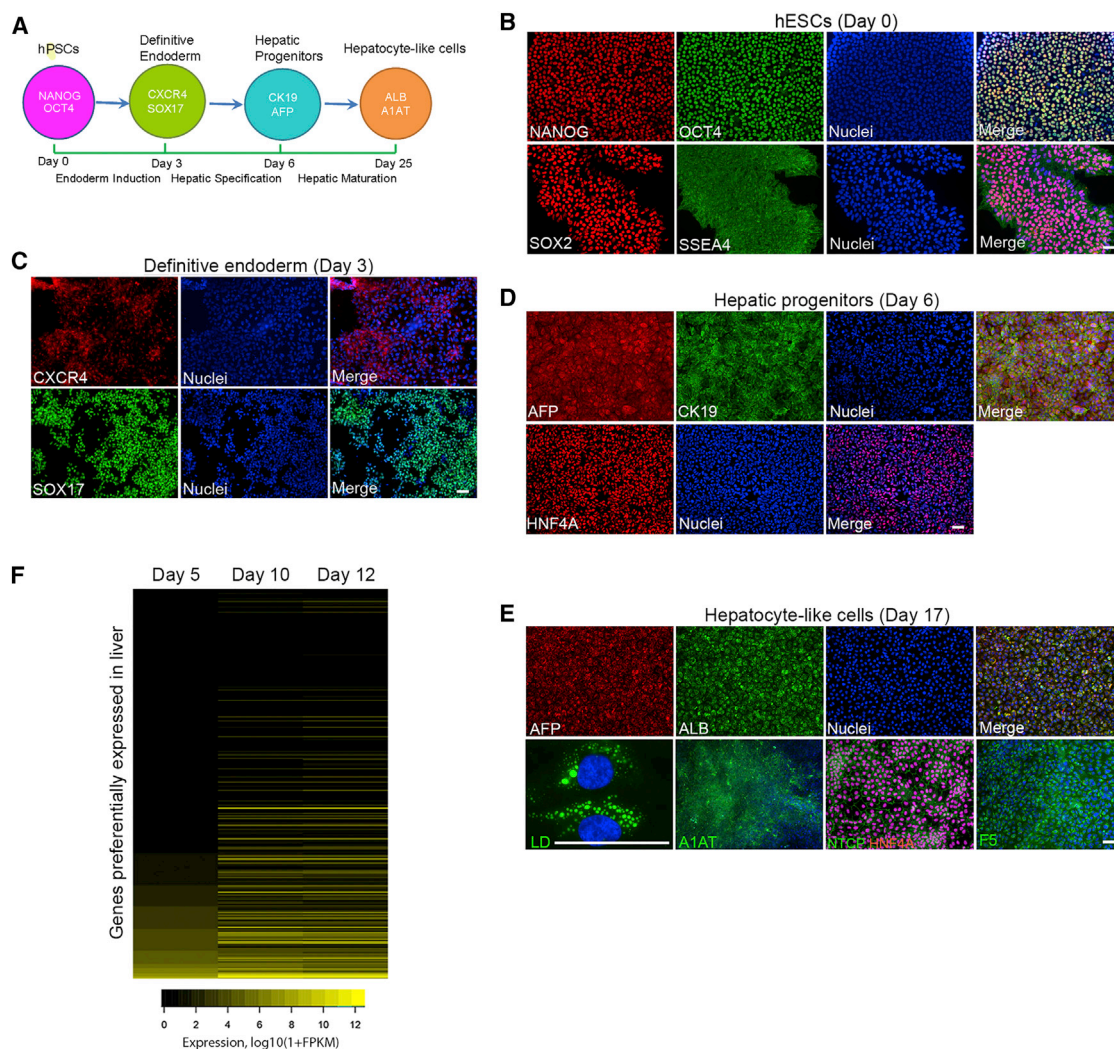 A
hPSCs
Definitive
Endoderm
Hepatic
Progenitors
Hepatocyte-like cells
NANOG
OCT4
CXCR4
SOX17
CK19
AFP
ALB
A1AT
Day 0
Day 3
Day 6
Day 25
Endoderm Induction
Hepatic Specification
Hepatic Maturation
B
hESCs (Day 0)
NANOG
OCT4
Nuclei
Merge
SOX2
SSEA4
Nuclei
Merge
C
Definitive endoderm (Day 3)
CXCR4
Nuclei
Merge
SOX17
Nuclei
Merge
D
Hepatic progenitors (Day 6)
AFP
CK19
Nuclei
Merge
HNF4A
Nuclei
Merge
E
Hepatocyte-like cells (Day 17)
AFP
ALB
Nuclei
Merge
LD
A1AT
NTCP HNF4A
F5
F
Day 5 Day 10 Day 12
Genes preferentially expressed in liver
0 2 4 6 8 10 12
Expression, log10(1+FPKM)